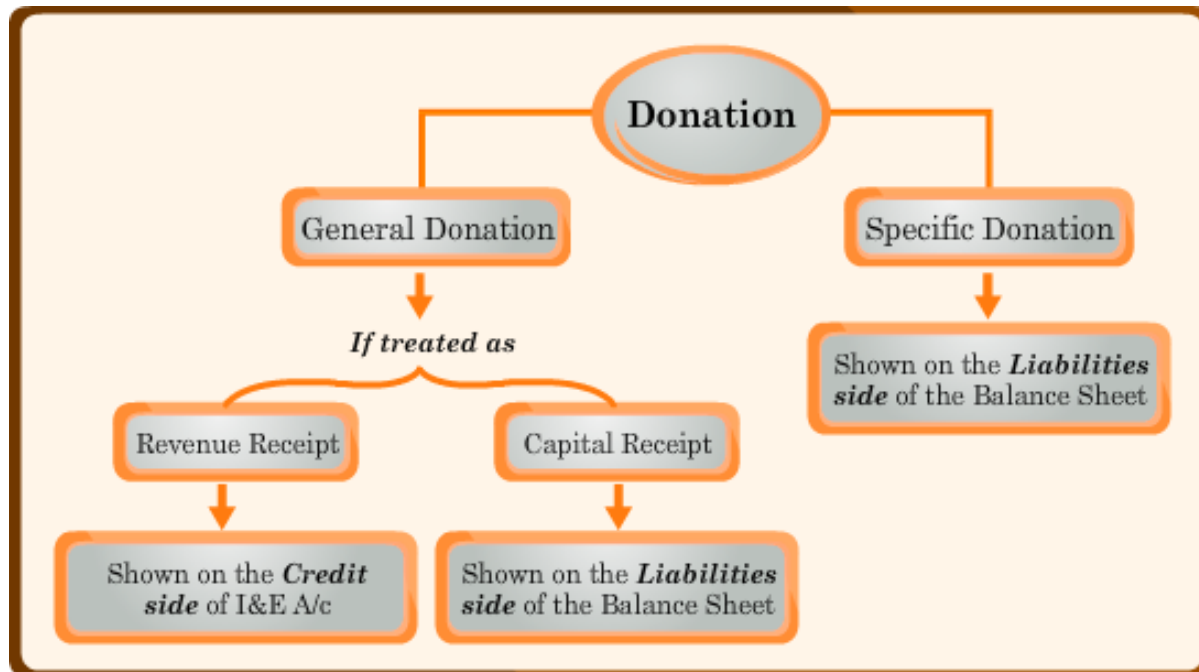 Donation
General Donation
Specific Donation
If treated as
Shown on the Liabilities
side of the Balance Sheet
Revenue Receipt
Capital Receipt
Shown on the Credit
side of I&E A/c
Shown on the Liabilities
side of the Balance Sheet